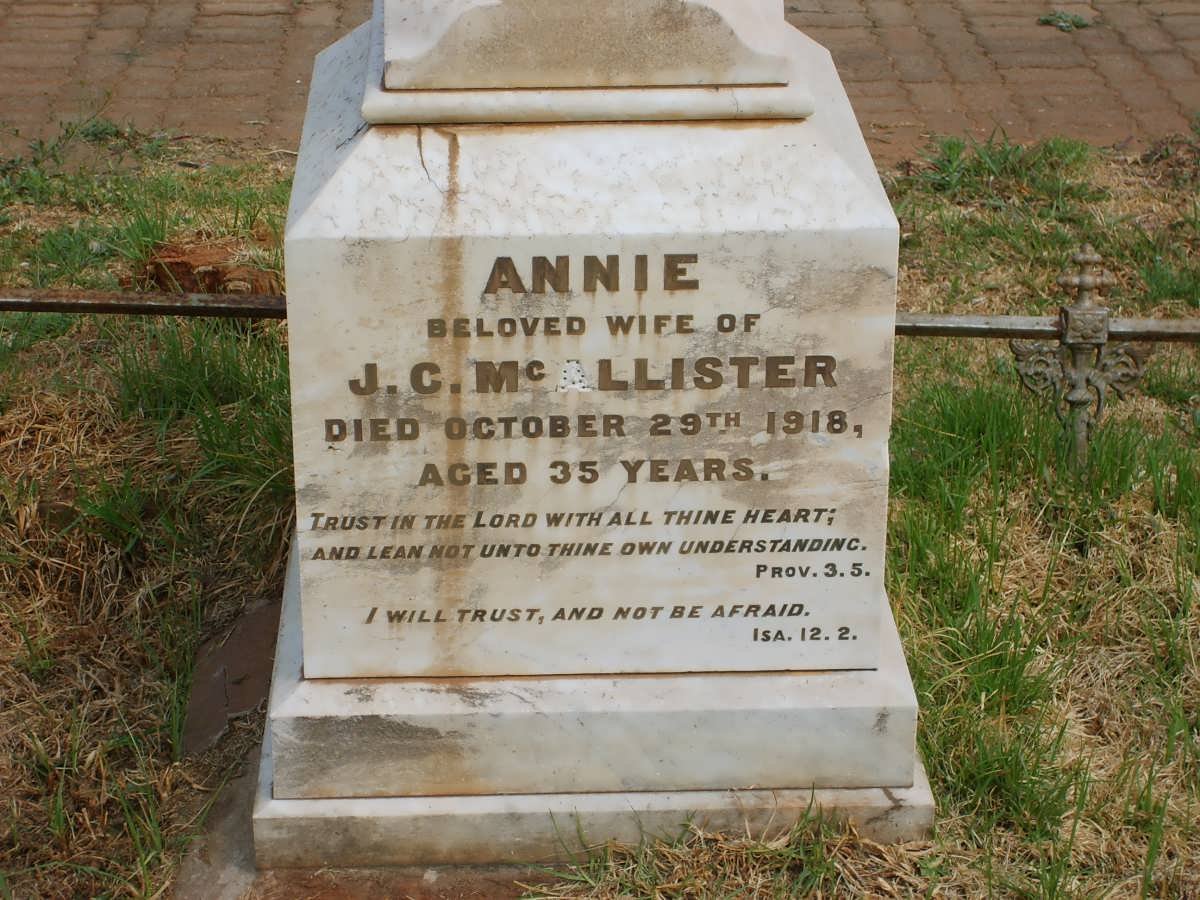 ANNIE
BELOVED WIFE OF
J. C. McALLISTER
DIED OCTOBER 29TH 1918,
AGED 35 YEARS.
TRUST IN THE LORD WITH ALL THINE HEART;
AND LEAN NOT UNTO THINE OWN UNDERSTANDING.
PROV. 3. 5.
I WILL TRUST, AND NOT BE AFRAID.
ISA. 12. 2.